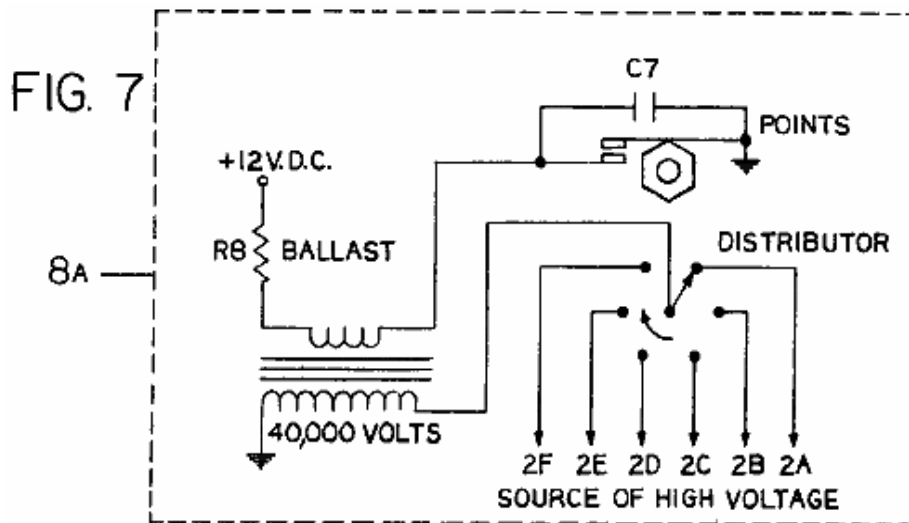 FIG. 7
C7
POINTS
+12V.D.C.
R8 BALLAST
DISTRIBUTOR
8A
40,000 VOLTS
2F 2E 2D 2C 2B 2A
SOURCE OF HIGH VOLTAGE